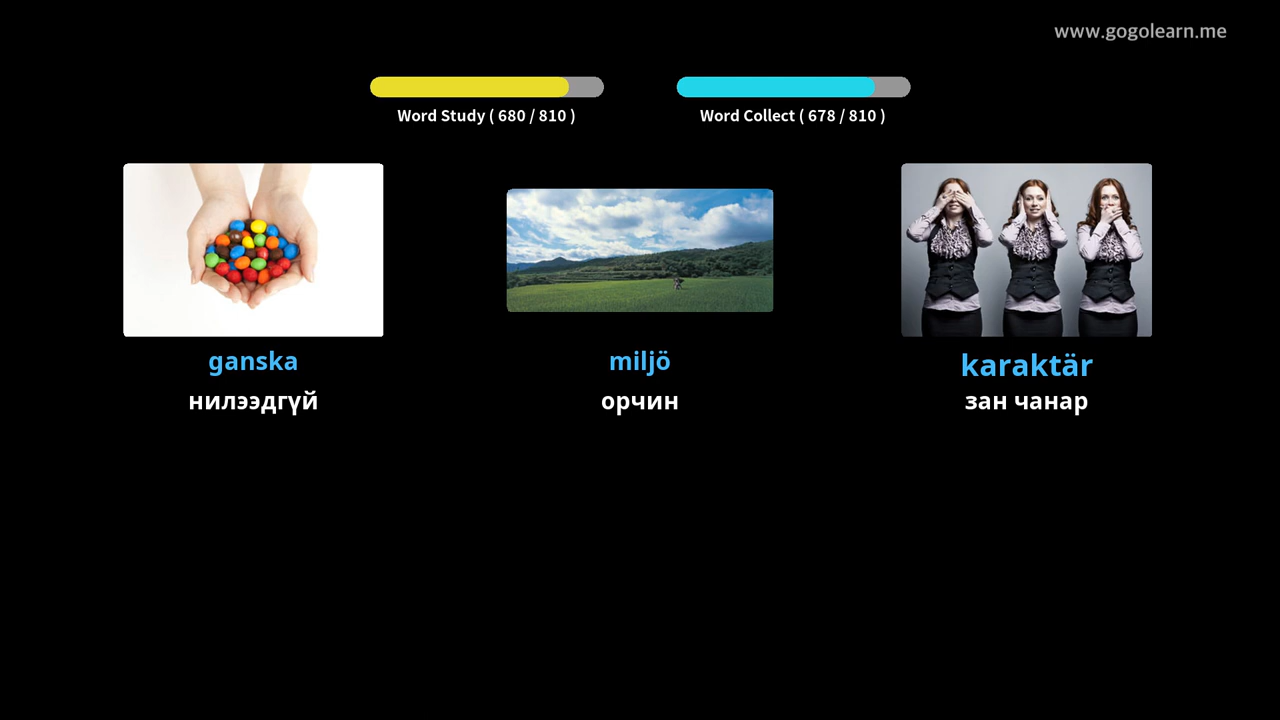 www.gogolearn.me
Word Study ( 680 / 810 )
Word Collect ( 678 / 810 )
ganska
miljö
karaktär
нилээдгүй
орчин
зан чанар